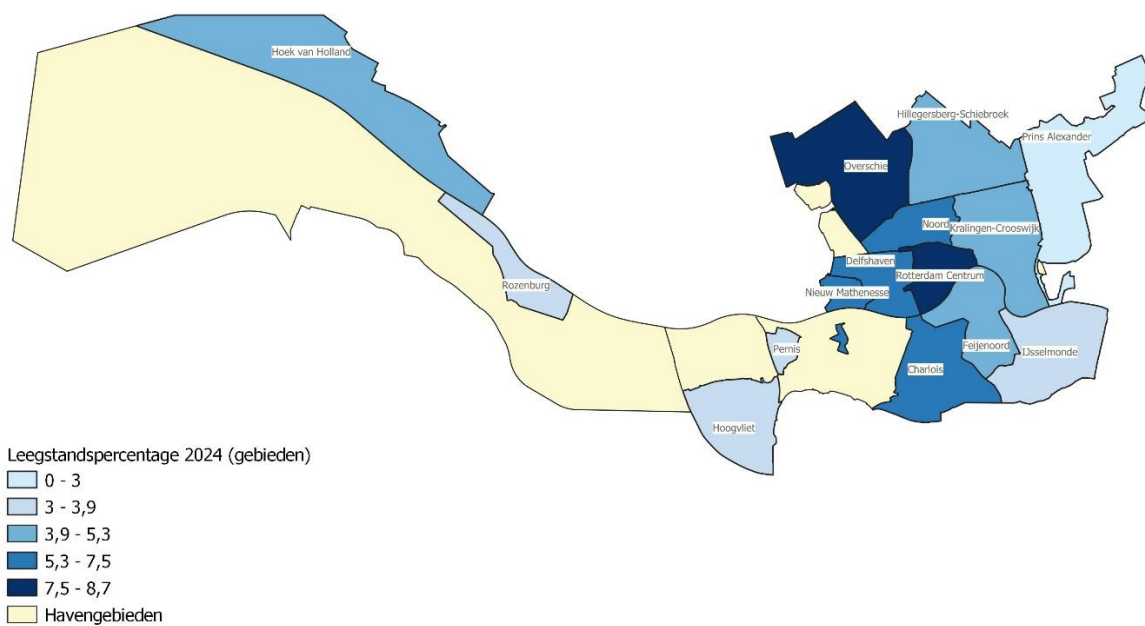 Hoek van Holland
Hillegersberg-Schiebroek
Prins Alexander
Overschie
Noord
Kralingen-Crooswijk
Delfshaven
Rotterdam Centrum
Rozenburg
Nieuw Mathenesse
Pernis
Feijenoord
IJsselmonde
Charlois
Hoogvliet
Leegstandspercentage 2024 (gebieden)
0 - 3
3 - 3,9
3,9 - 5,3
5,3 - 7,5
7,5 - 8,7
Havengebieden